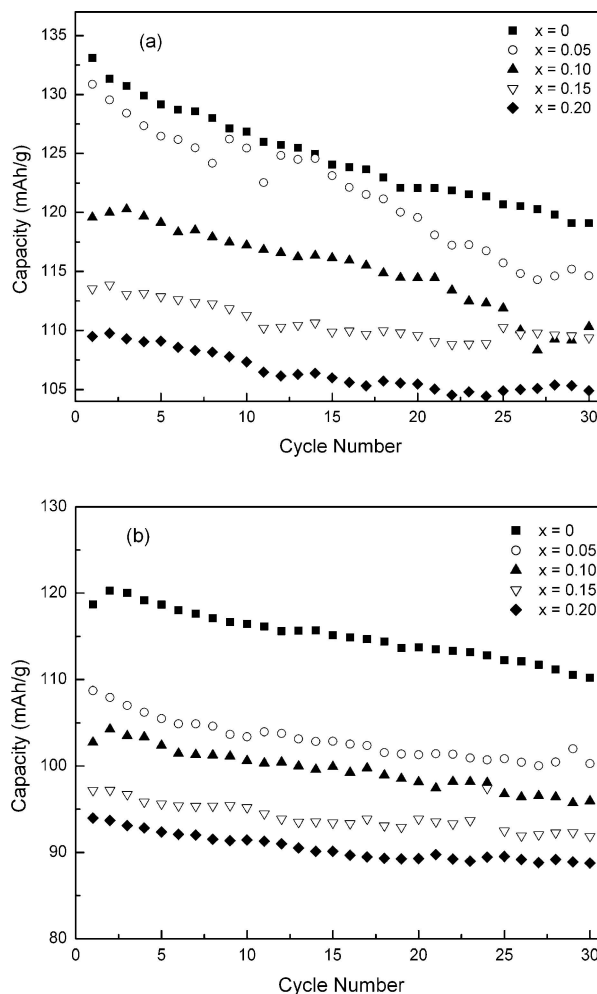 (a)
x = 0
x = 0.05
x = 0.10
x = 0.15
x = 0.20
135
130
125
120
115
110
105
Capacity (mAh/g)
0 5 10 15 20 25 30
Cycle Number
(b)
x = 0
x = 0.05
x = 0.10
x = 0.15
x = 0.20
130
120
110
100
90
80
Capacity (mAh/g)
0 5 10 15 20 25 30
Cycle Number